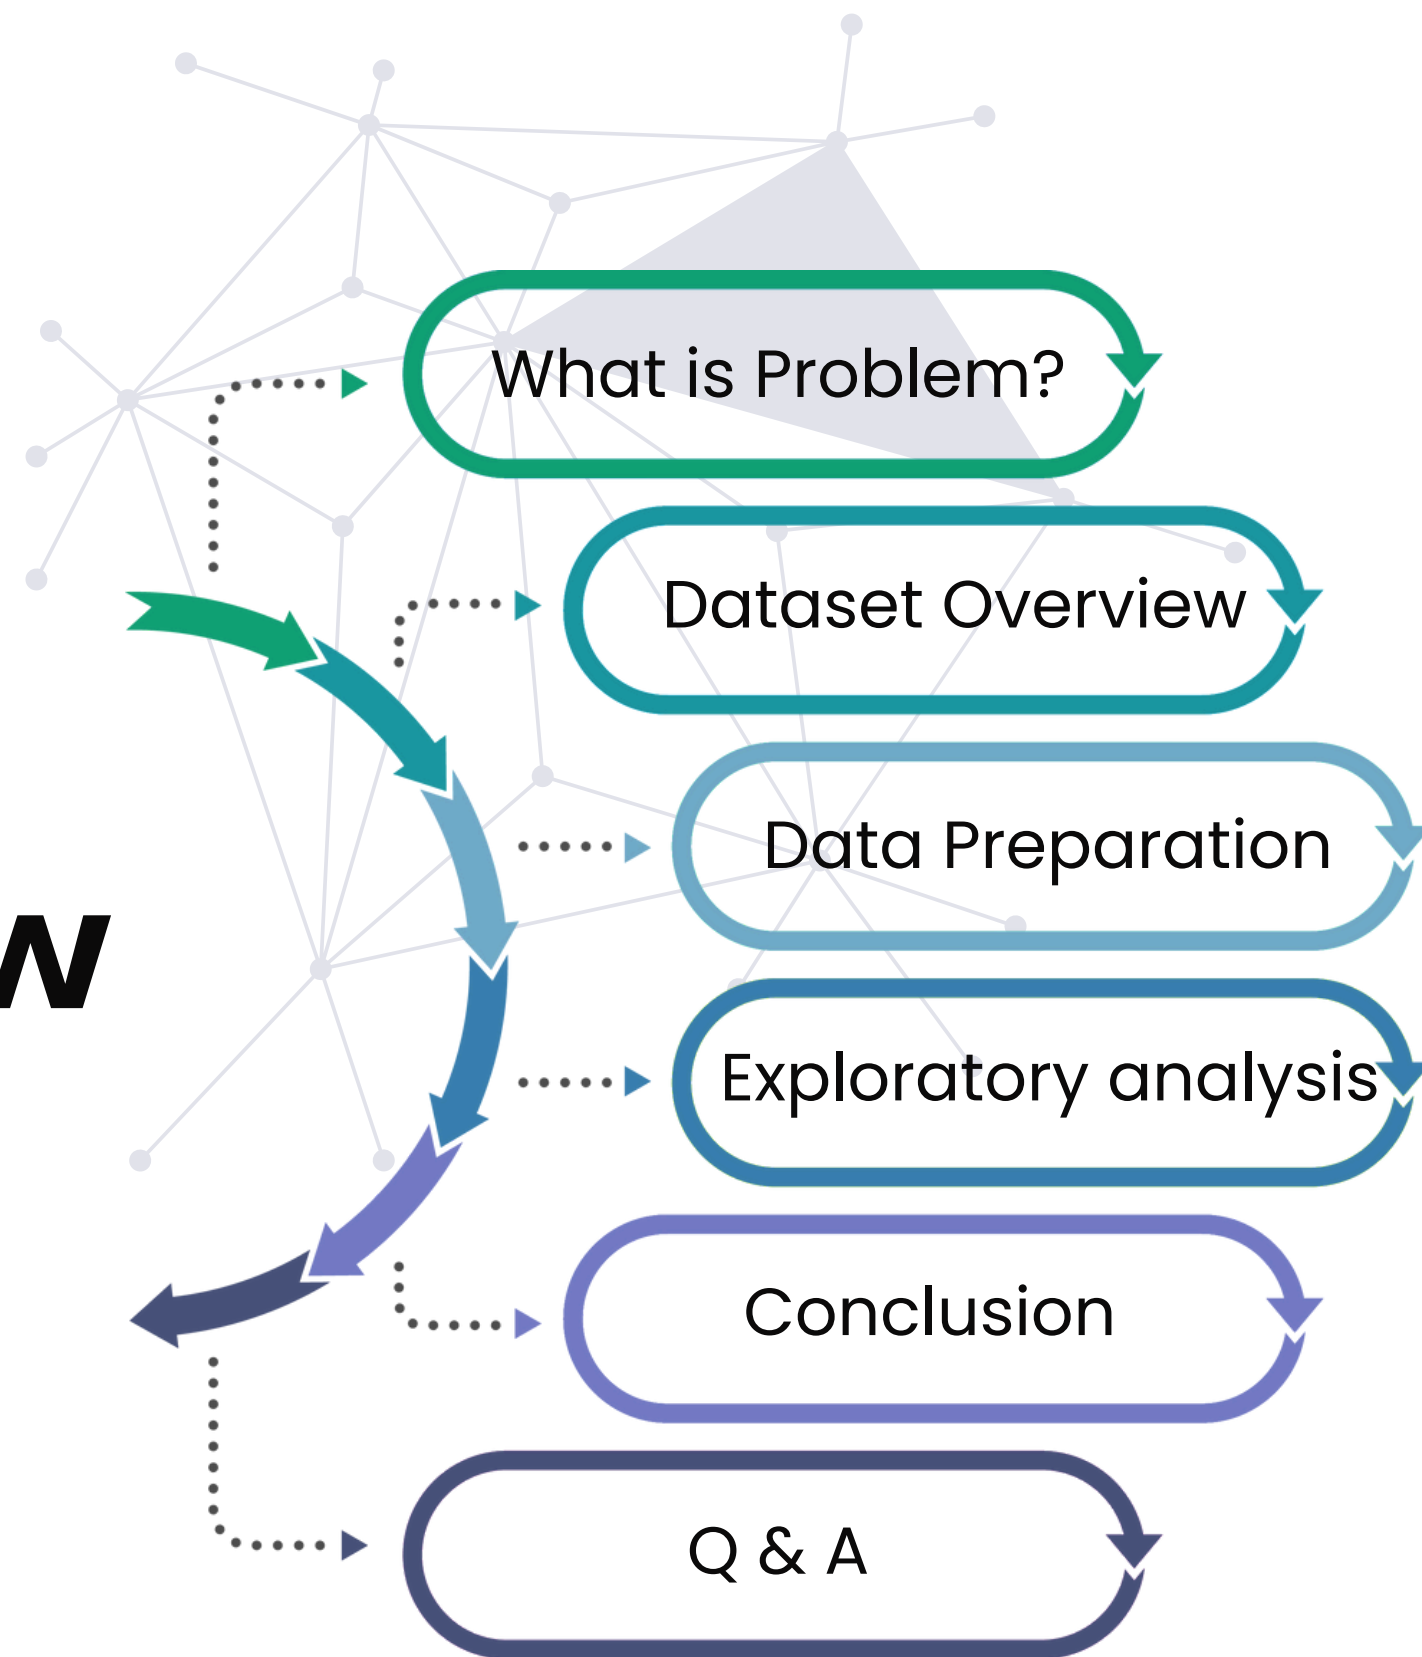 What is Problem?
Dataset Overview
Data Preparation
w
Exploratory analysis
Conclusion
Q & A